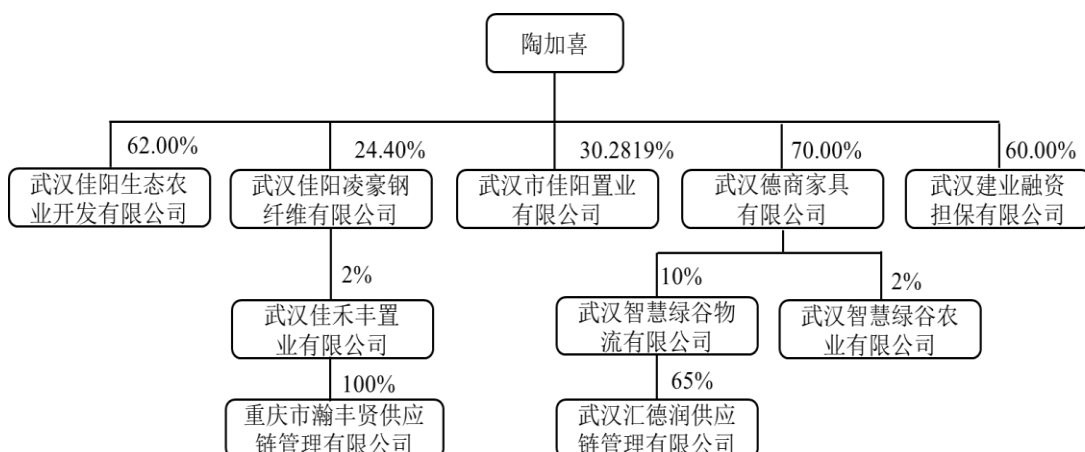 陶加喜
62.00%
24.40%
30.2819%
70.00%
60.00%
武汉佳阳生态农
业开发有限公司
武汉佳阳凌豪钢
纤维有限公司
武汉市佳阳置业
有限公司
武汉德商家具
有限公司
武汉建业融资
担保有限公司
2%
10%
2%
武汉佳禾丰置
业有限公司
武汉智慧绿谷物
流有限公司
武汉智慧绿谷农
业有限公司
100%
65%
重庆市瀚丰贤供应
链管理有限公司
武汉汇德润供应
链管理有限公司